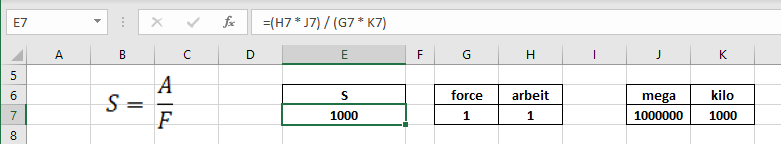 E7 fx =(H7 * J7) / (G7 * K7)
A B C D E F G H I J K
5
6 S force arbeit mega kilo
7 1000 1 1 1000000 1000
8
S = A
F